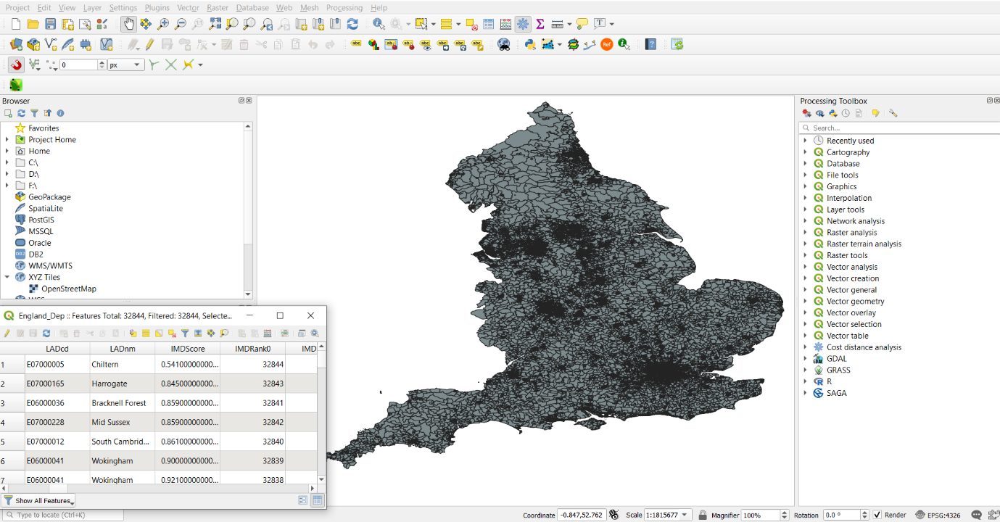 Project Edit View Layer Settings Plugins Vector Raster Database Web Mesh Processing Help
0 px
Browser
Favorites
Project Home
Home
C:\
D:\
F:\
GeoPackage
SpatiaLite
PostGIS
MSSQL
Oracle
DB2 DB2
WMS/WMTS
XYZ Tiles
OpenStreetMap
England_Dep :: Features Total: 32844, Filtered: 32844, Selecte...
LADcd LADnm IMDScore IMDRank0 IMD
1 E07000005 Chiltern 0.54100000000... 32844
2 E07000165 Harrogate 0.84500000000... 32843
3 E06000036 Bracknell Forest 0.85900000000... 32841
4 E07000228 Mid Sussex 0.85900000000... 32842
5 E07000012 South Cambrid... 0.86100000000... 32840
6 E06000041 Wokingham 0.90000000000... 32839
7 E06000041 Wokingham 0.92100000000... 32838
Show All Features
Processing Toolbox
Search...
Recently used
Cartography
Database
File tools
Graphics
Interpolation
Layer tools
Network analysis
Raster analysis
Raster terrain analysis
Raster tools
Vector analysis
Vector creation
Vector general
Vector geometry
Vector overlay
Vector selection
Vector table
Cost distance analysis
GDAL
GRASS
R
SAGA
Type to locate (Ctrl+K) Coordinate -0.847,52.762 Scale 1:1815677 Magnifier 100% Rotation 0.0 ° Render EPSG:4326